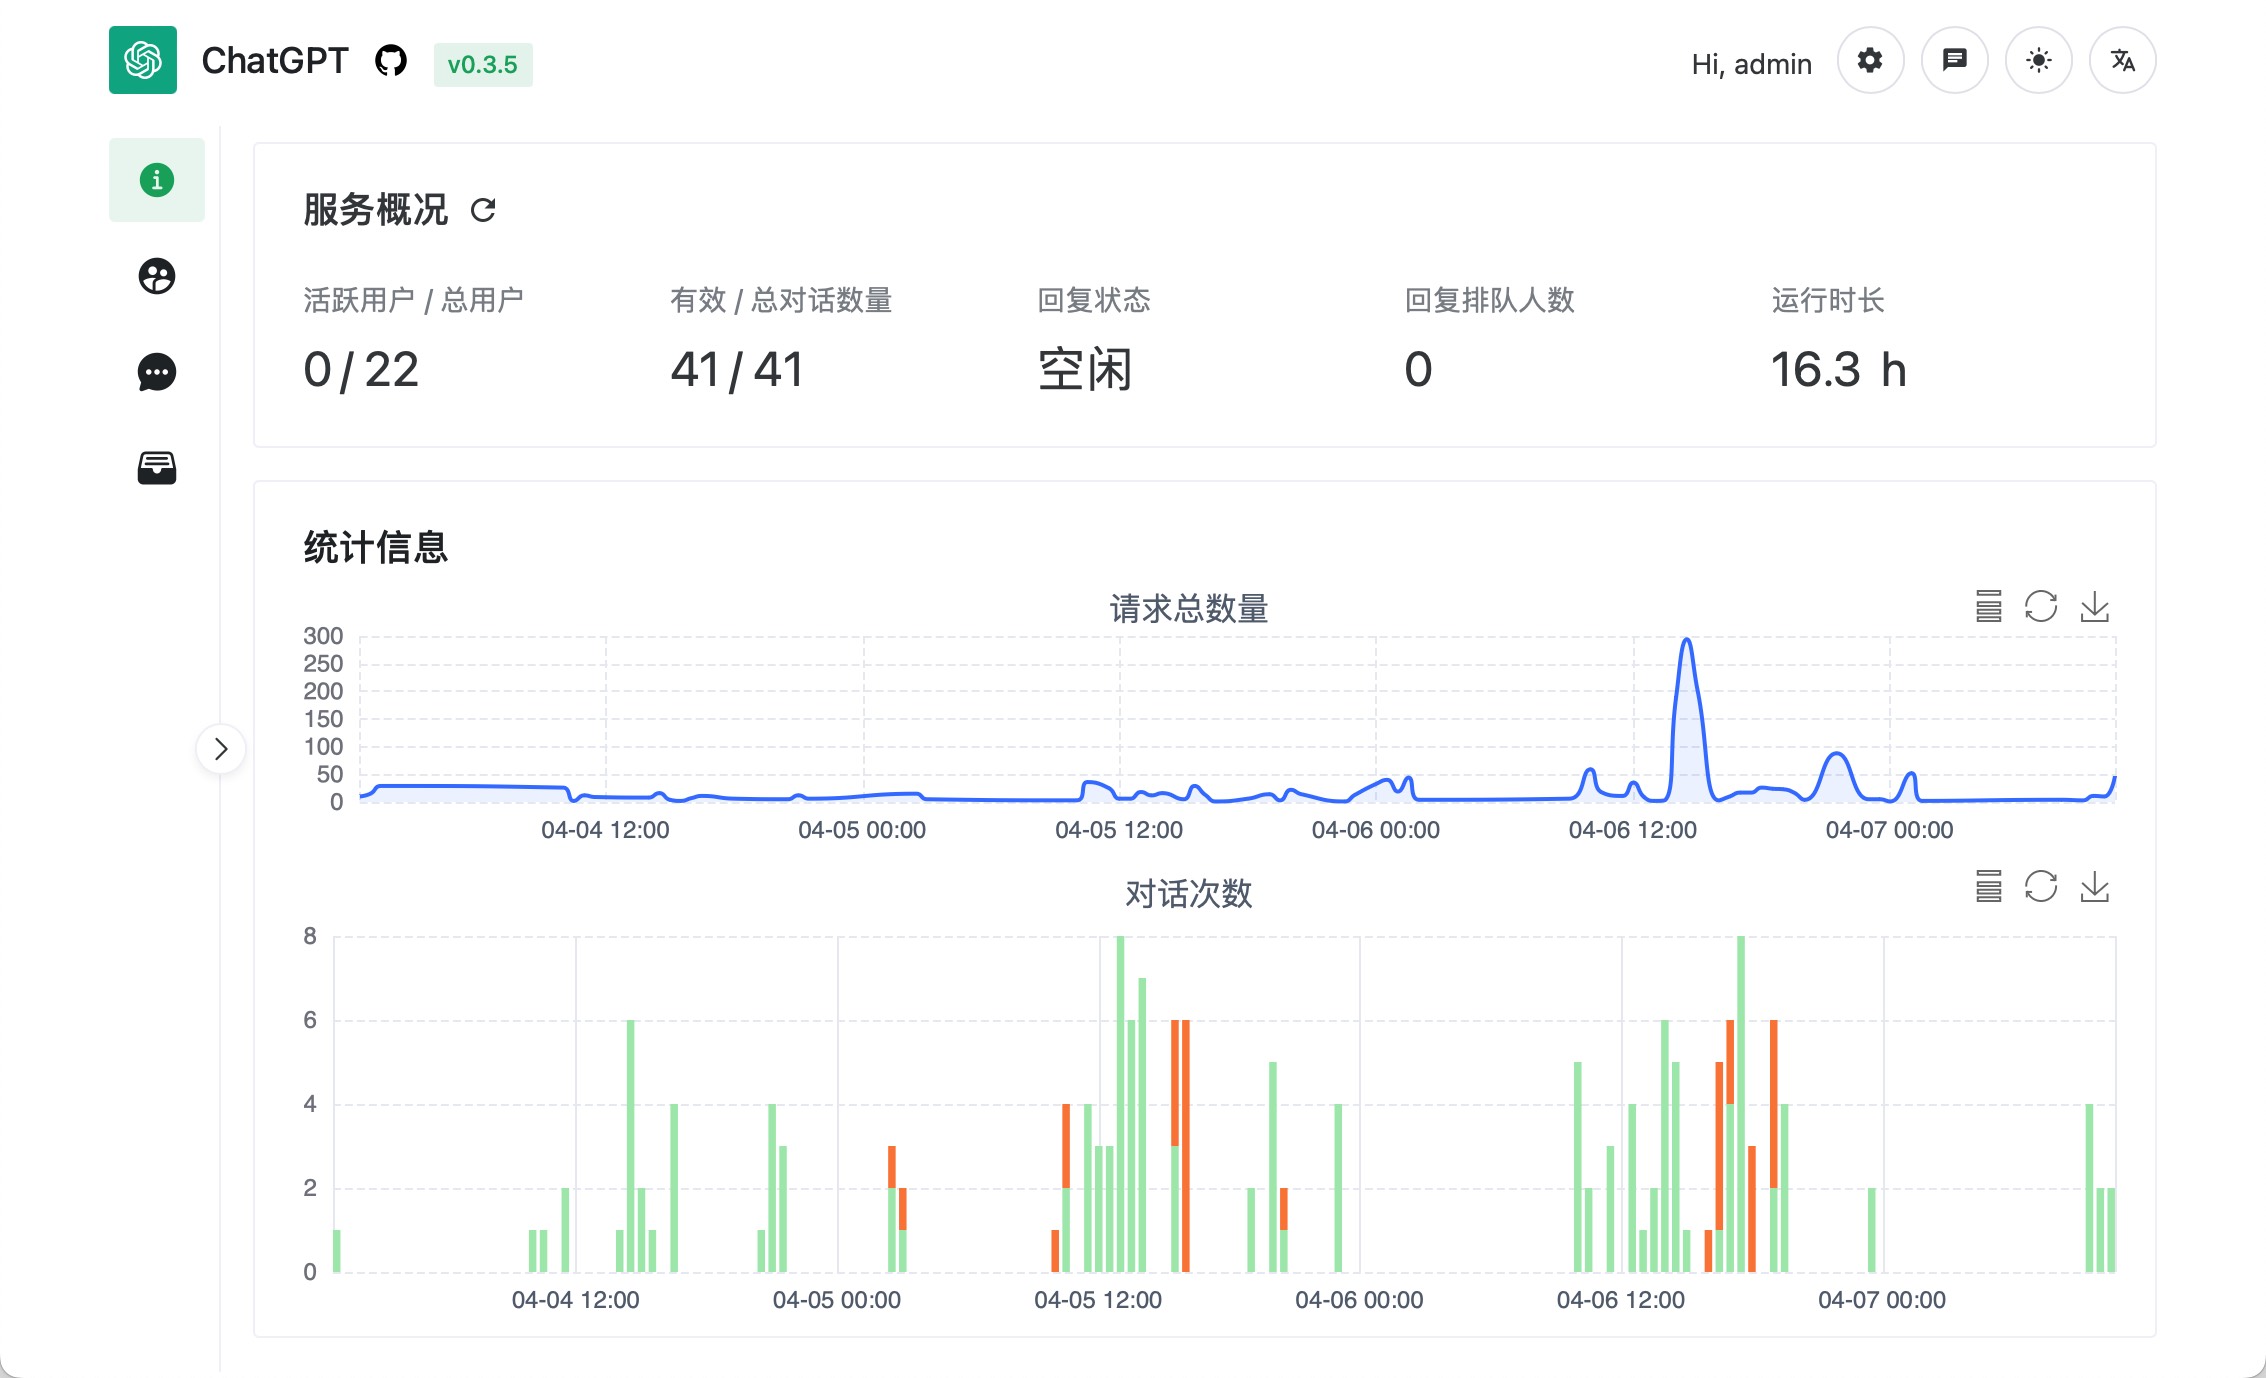 ChatGPT v0.3.5 Hi, admin
服务概况
活跃用户 / 总用户 有效 / 总对话数量 回复状态 回复排队人数 运行时长
0 / 22 41 / 41 空闲 0 16.3 h
统计信息
请求总数量
300
250
200
150
100
50
0
04-04 12:00 04-05 00:00 04-05 12:00 04-06 00:00 04-06 12:00 04-07 00:00
对话次数
8
6
4
2
0
04-04 12:00 04-05 00:00 04-05 12:00 04-06 00:00 04-06 12:00 04-07 00:00